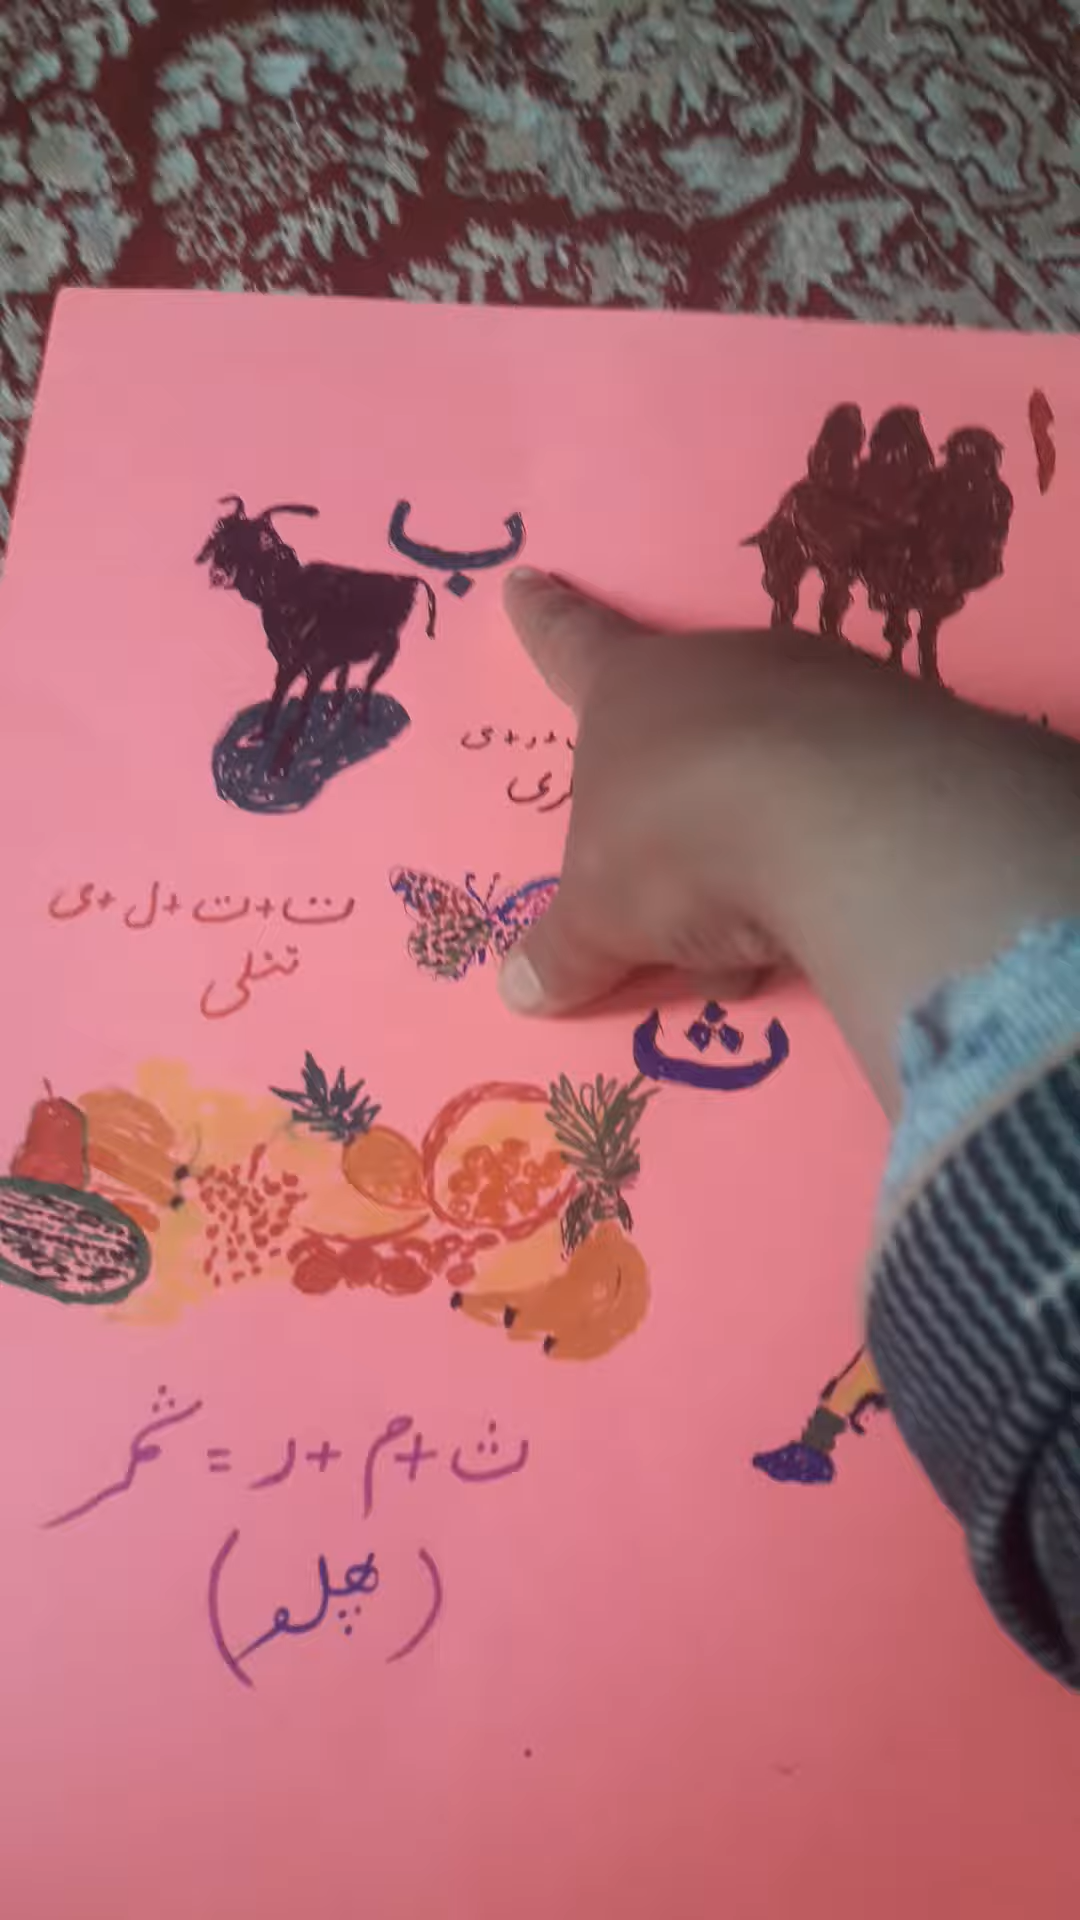 ا
ب
ت + ت + ل + ی
تتلی
ث
ث + م + ر = ثمر
(پھل)